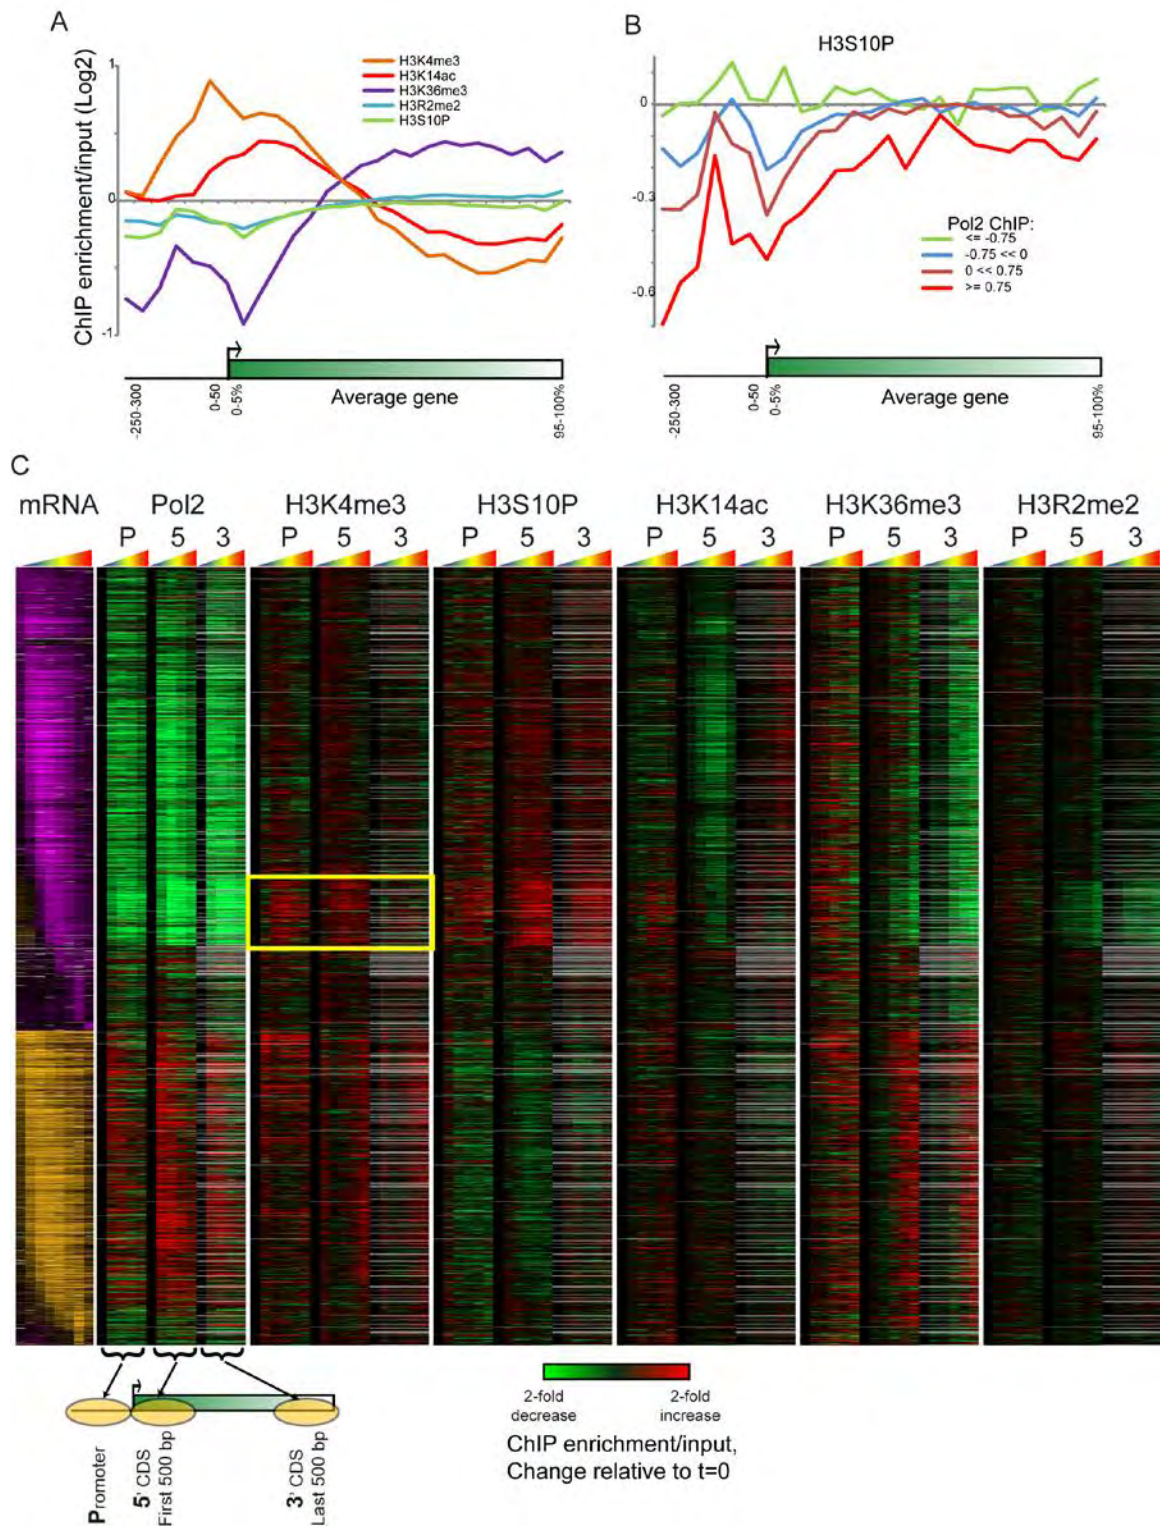 A
ChIP enrichment/input (Log2)
1
0
-1
H3K4me3
H3K14ac
H3K36me3
H3R2me2
H3S10P
-250-300
0-50
0-5%
Average gene
95-100%
B
H3S10P
0
-0.3
-0.6
Pol2 ChIP:
<= -0.75
-0.75 << 0
0 << 0.75
>= 0.75
-250-300
0-50
0-5%
Average gene
95-100%
C
mRNA Pol2 H3K4me3 H3S10P H3K14ac H3K36me3 H3R2me2
P 5 3 P 5 3 P 5 3 P 5 3 P 5 3 P 5 3
Promoter
5' CDS
First 500 bp
3' CDS
Last 500 bp
2-fold decrease
2-fold increase
ChIP enrichment/input,
Change relative to t=0